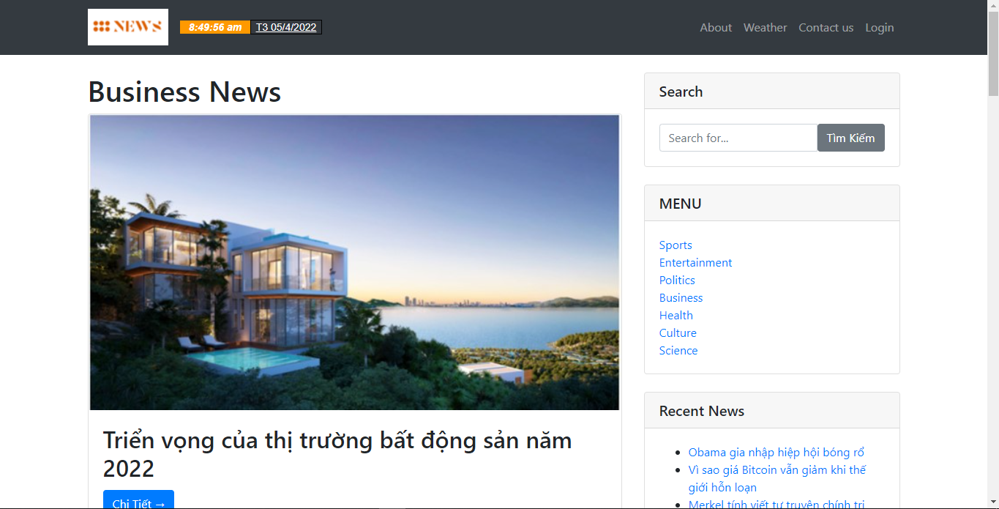 NEWS
8:49:56 am T3 05/4/2022
About Weather Contact us Login
Business News
Triển vọng của thị trường bất động sản năm
2022
Chi Tiết →
Search
Search for... Tìm Kiếm
MENU
Sports
Entertainment
Politics
Business
Health
Culture
Science
Recent News
Obama gia nhập hiệp hội bóng rổ
Vì sao giá Bitcoin vẫn giảm khi thế
giới hỗn loạn
Merkel tính viết tự truyện chính trị